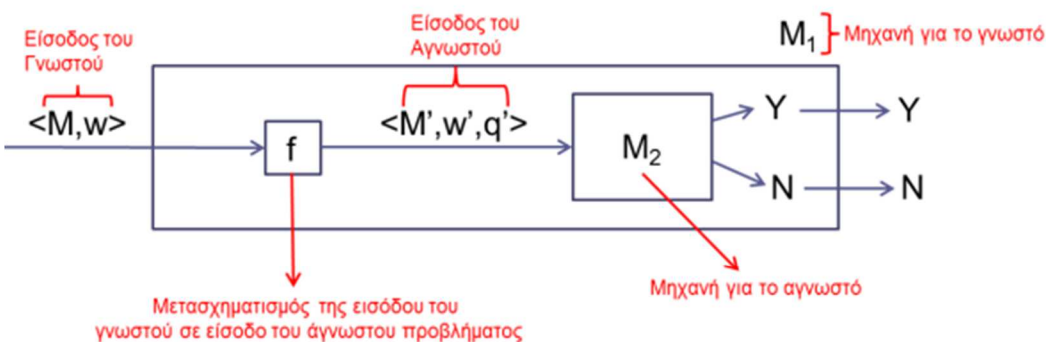 Είσοδος του
Γνωστού
<M,w>
Είσοδος του
Αγνωστού
<M’,w’,q’>
M1
Μηχανή για το γνωστό
f
M2
Y
Y
N
N
Μετασχηματισμός της εισόδου του
γνωστού σε είσοδο του άγνωστου προβλήματος
Μηχανή για το αγνωστό